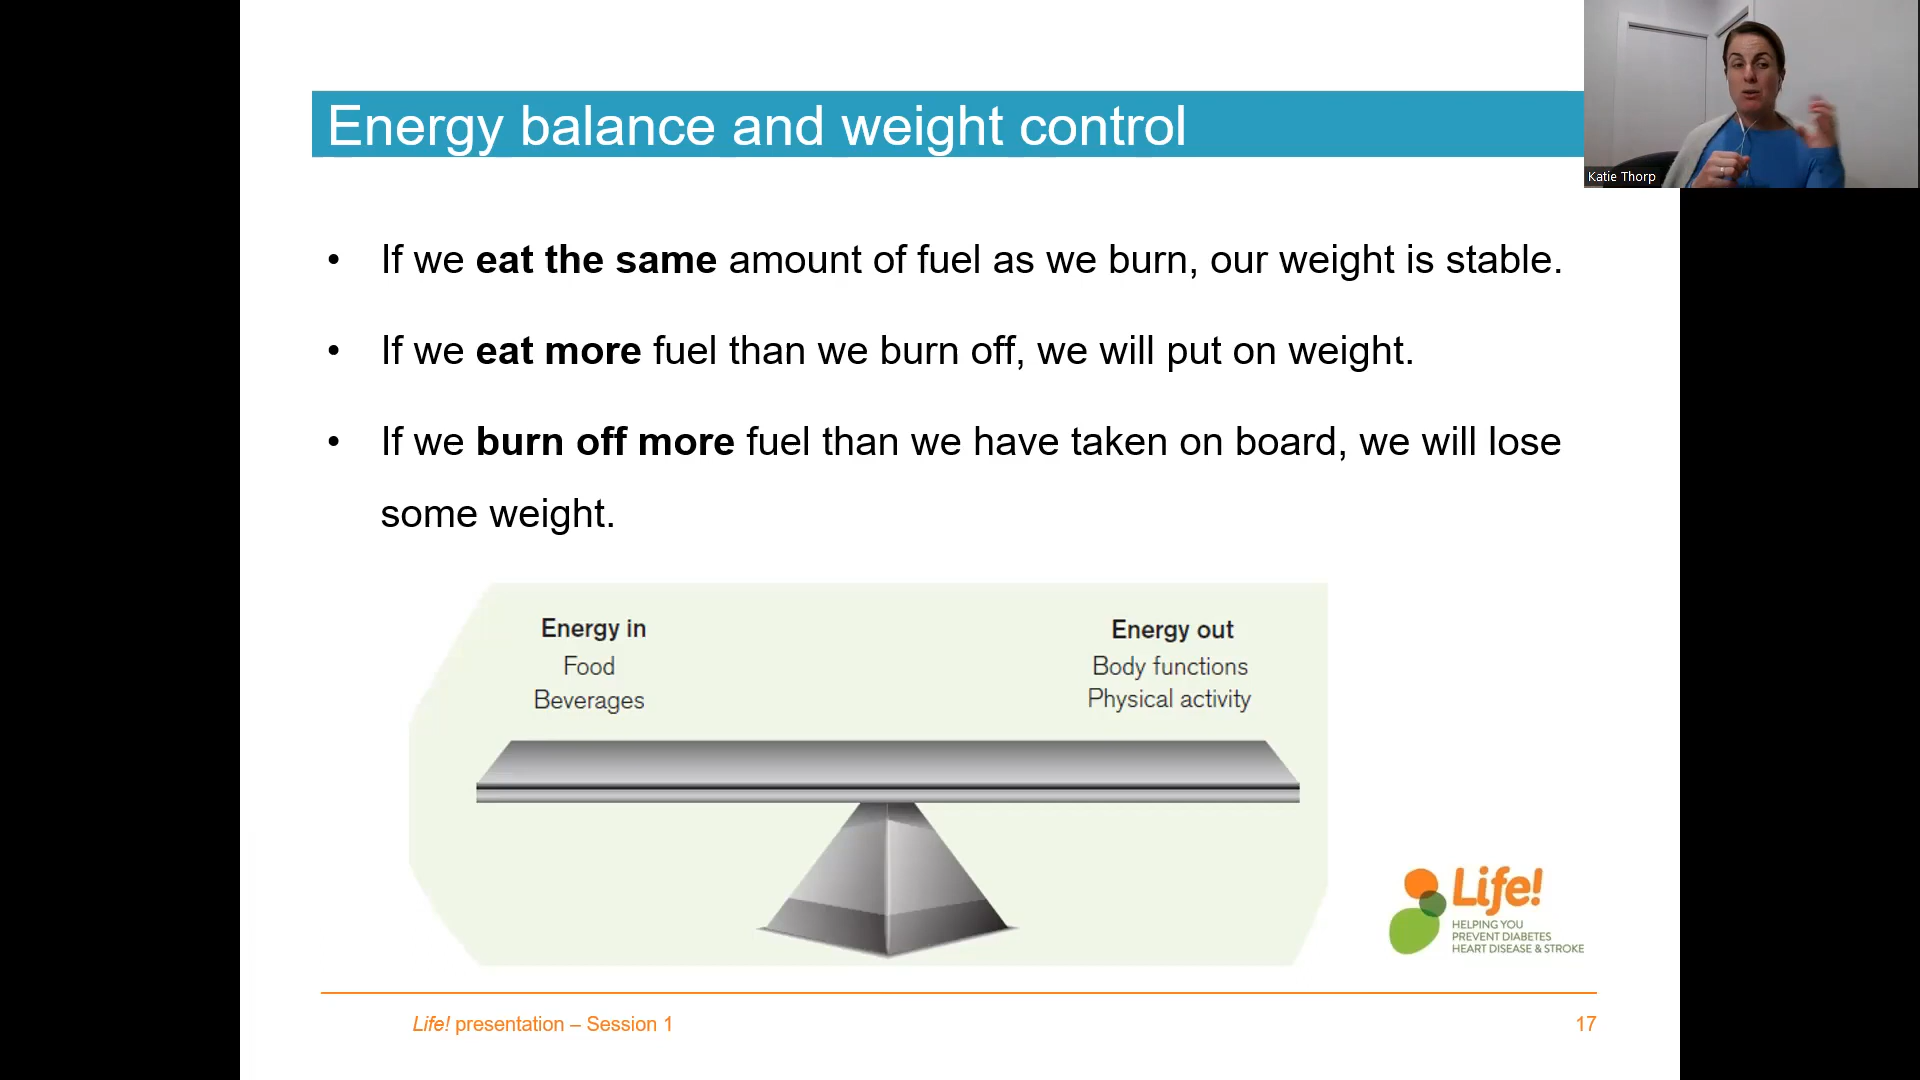 Energy balance and weight control
Katie Thorp
• If we eat the same amount of fuel as we burn, our weight is stable.
• If we eat more fuel than we burn off, we will put on weight.
• If we burn off more fuel than we have taken on board, we will lose
some weight.
Energy in
Food
Beverages
Energy out
Body functions
Physical activity
Life!
HELPING YOU
PREVENT DIABETES
HEART DISEASE & STROKE
Life! presentation – Session 1
17